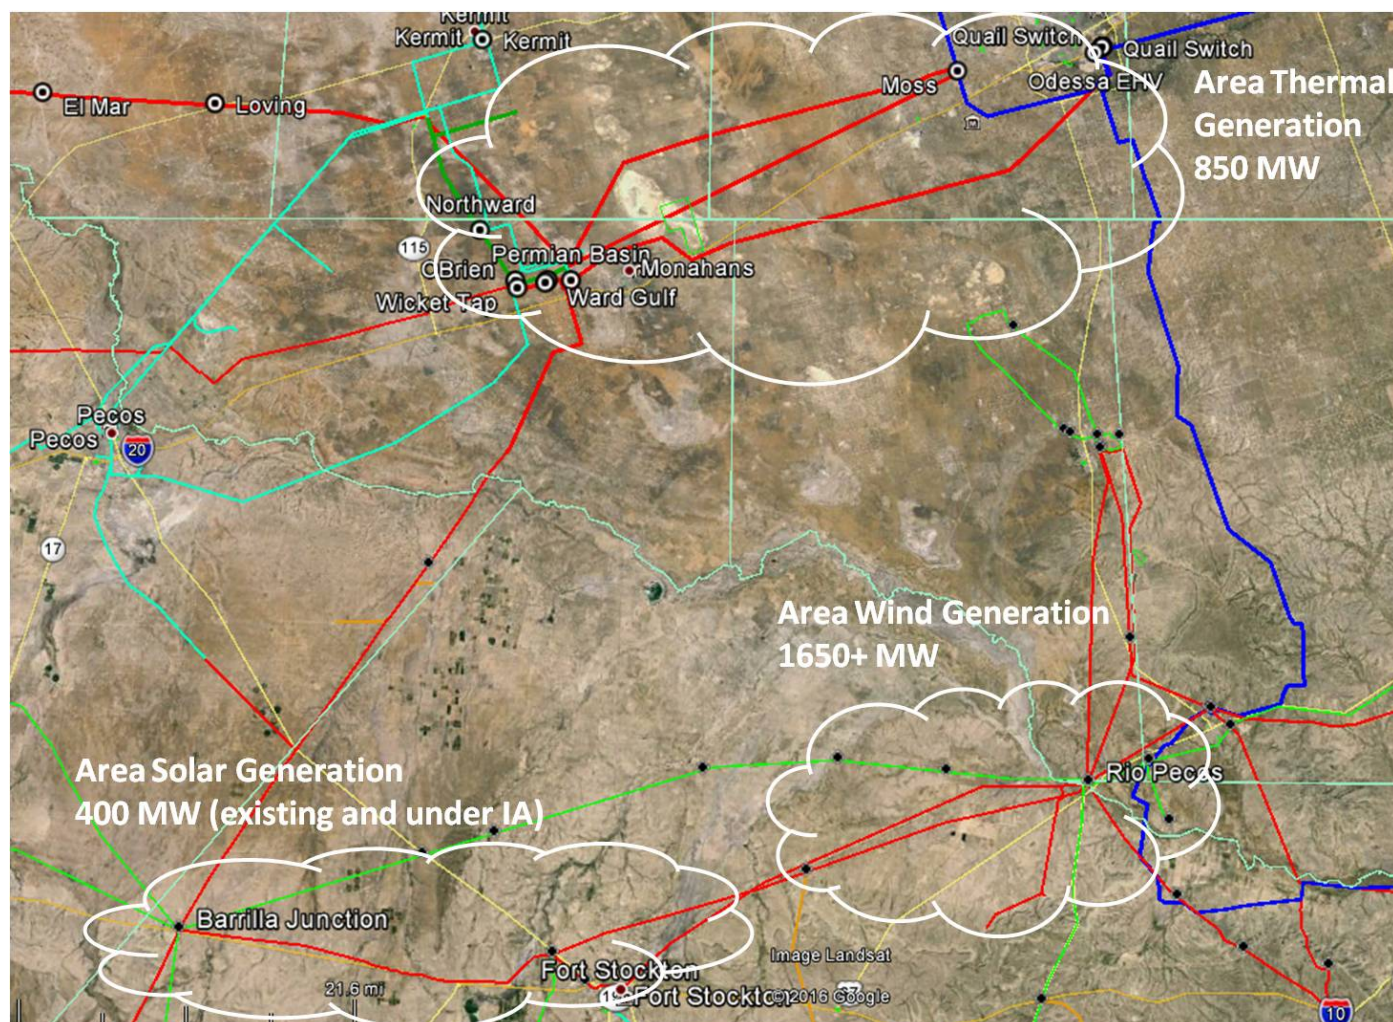 Kermit
Kermit
Kermit
Quail Switch
Quail Switch
El Mar
Loving
Moss
Odessa EHV
Area Thermal
Generation
850 MW
Northward
115
Permian Basin
OBrien
Monahans
Wicket Tap
Ward Gulf
Pecos
Pecos
20
17
Area Wind Generation
1650+ MW
Rio Pecos
Area Solar Generation
400 MW (existing and under IA)
Barrilla Junction
Image Landsat
Fort Stockton
21.6 mi
Fort Stockton
©2016 Google
10